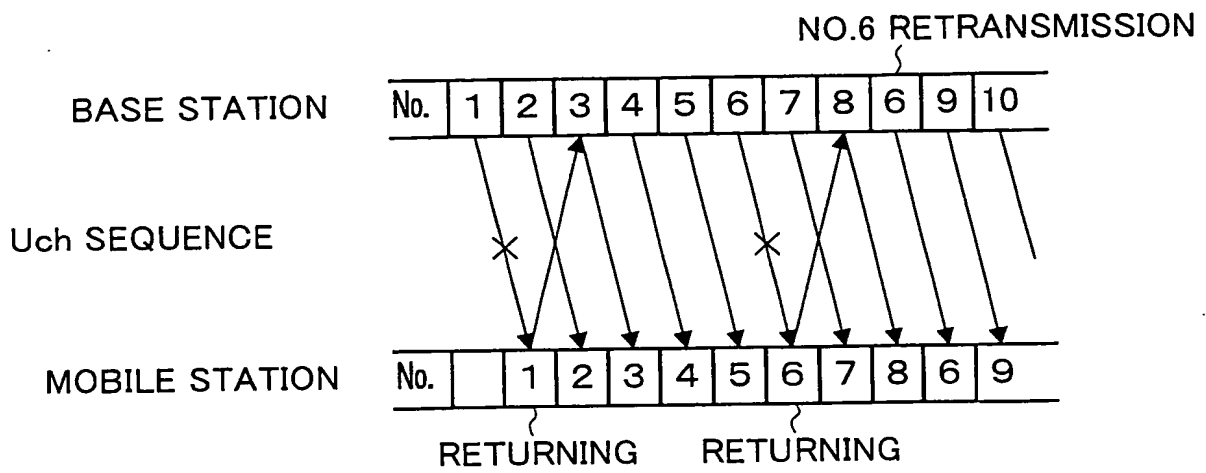 NO.6 RETRANSMISSION
BASE STATION No. 1 2 3 4 5 6 7 8 6 9 10
Uch SEQUENCE
MOBILE STATION No. 1 2 3 4 5 6 7 8 6 9
RETURNING RETURNING